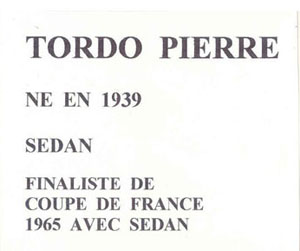 TORDO PIERRE
NE EN 1939
SEDAN
FINALISTE DE
COUPE DE FRANCE
1965 AVEC SEDAN